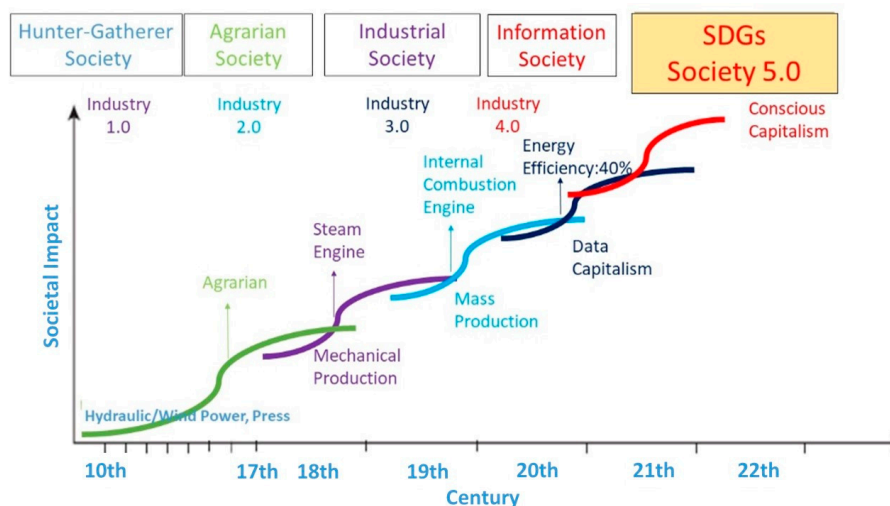 Hunter-Gatherer
Society
Agrarian
Society
Industrial
Society
Information
Society
SDGs
Society 5.0
Industry
1.0
Industry
2.0
Industry
3.0
Industry
4.0
Conscious
Capitalism
Energy
Efficiency:40%
Internal
Combustion
Engine
Steam
Engine
Agrarian
Data
Capitalism
Mass
Production
Mechanical
Production
Hydraulic/Wind Power, Press
Societal Impact
10th
17th
18th
19th
20th
21th
22th
Century